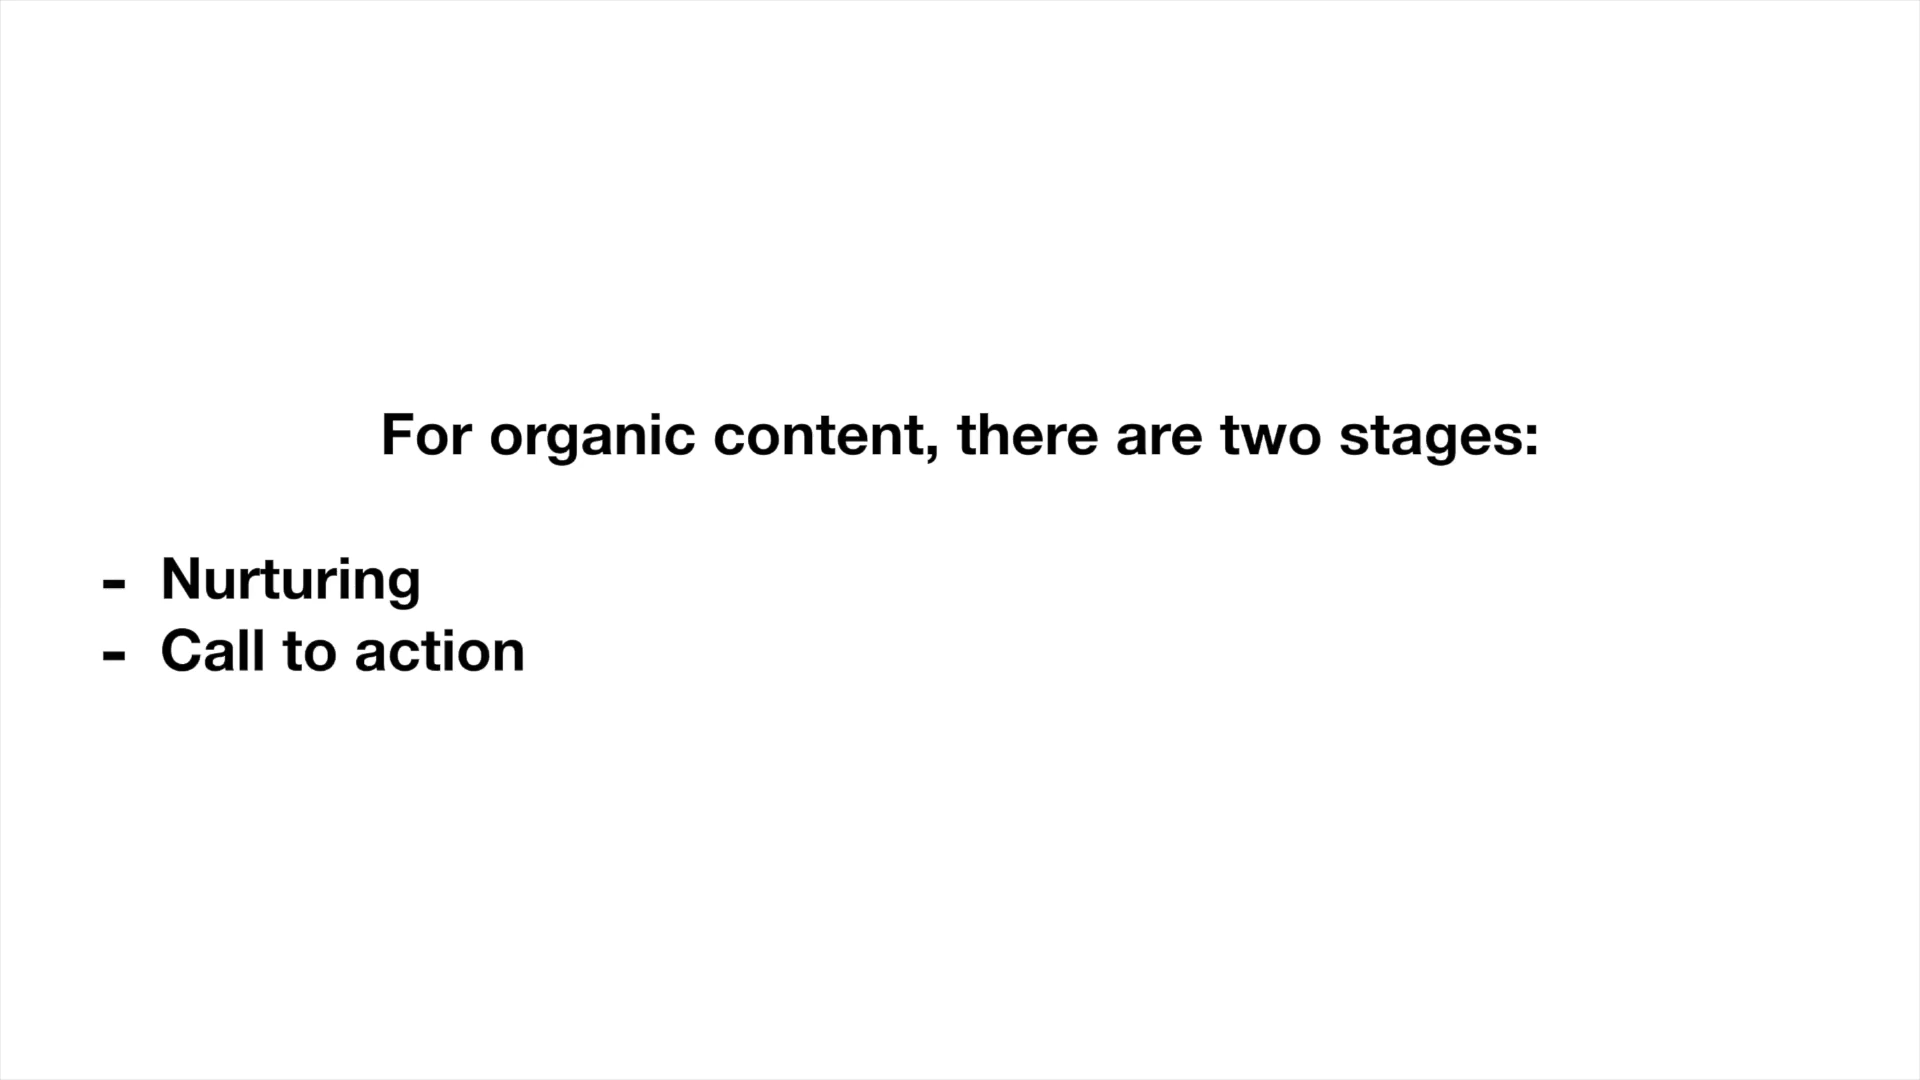 For organic content, there are two stages:
- Nurturing
- Call to action